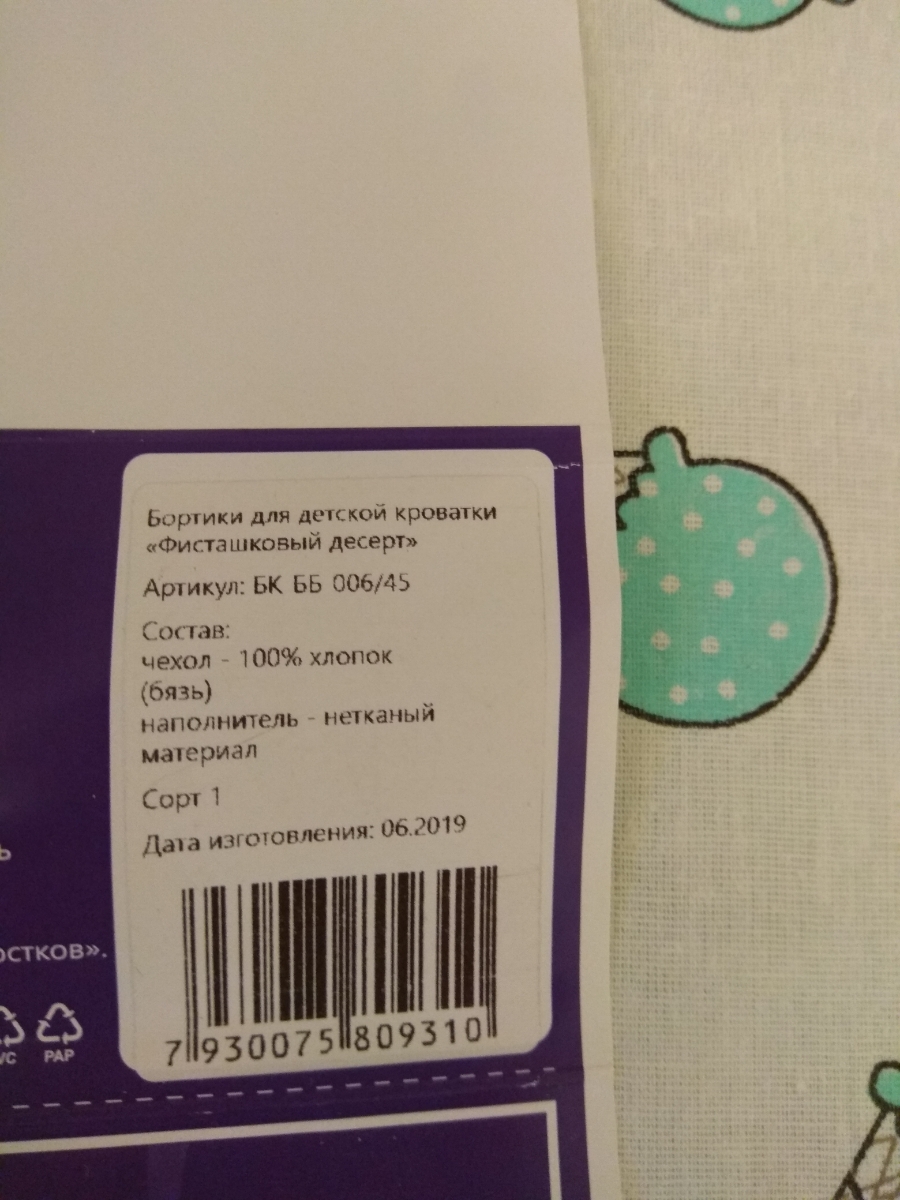 Бортики для детской кроватки
«Фисташковый десерт»
Артикул: БК ББ 006/45
Состав:
чехол - 100% хлопок
(бязь)
наполнитель - нетканый
материал
Сорт 1
Дата изготовления: 06.2019
7 930075 809310
ь
остков».
VC PAP